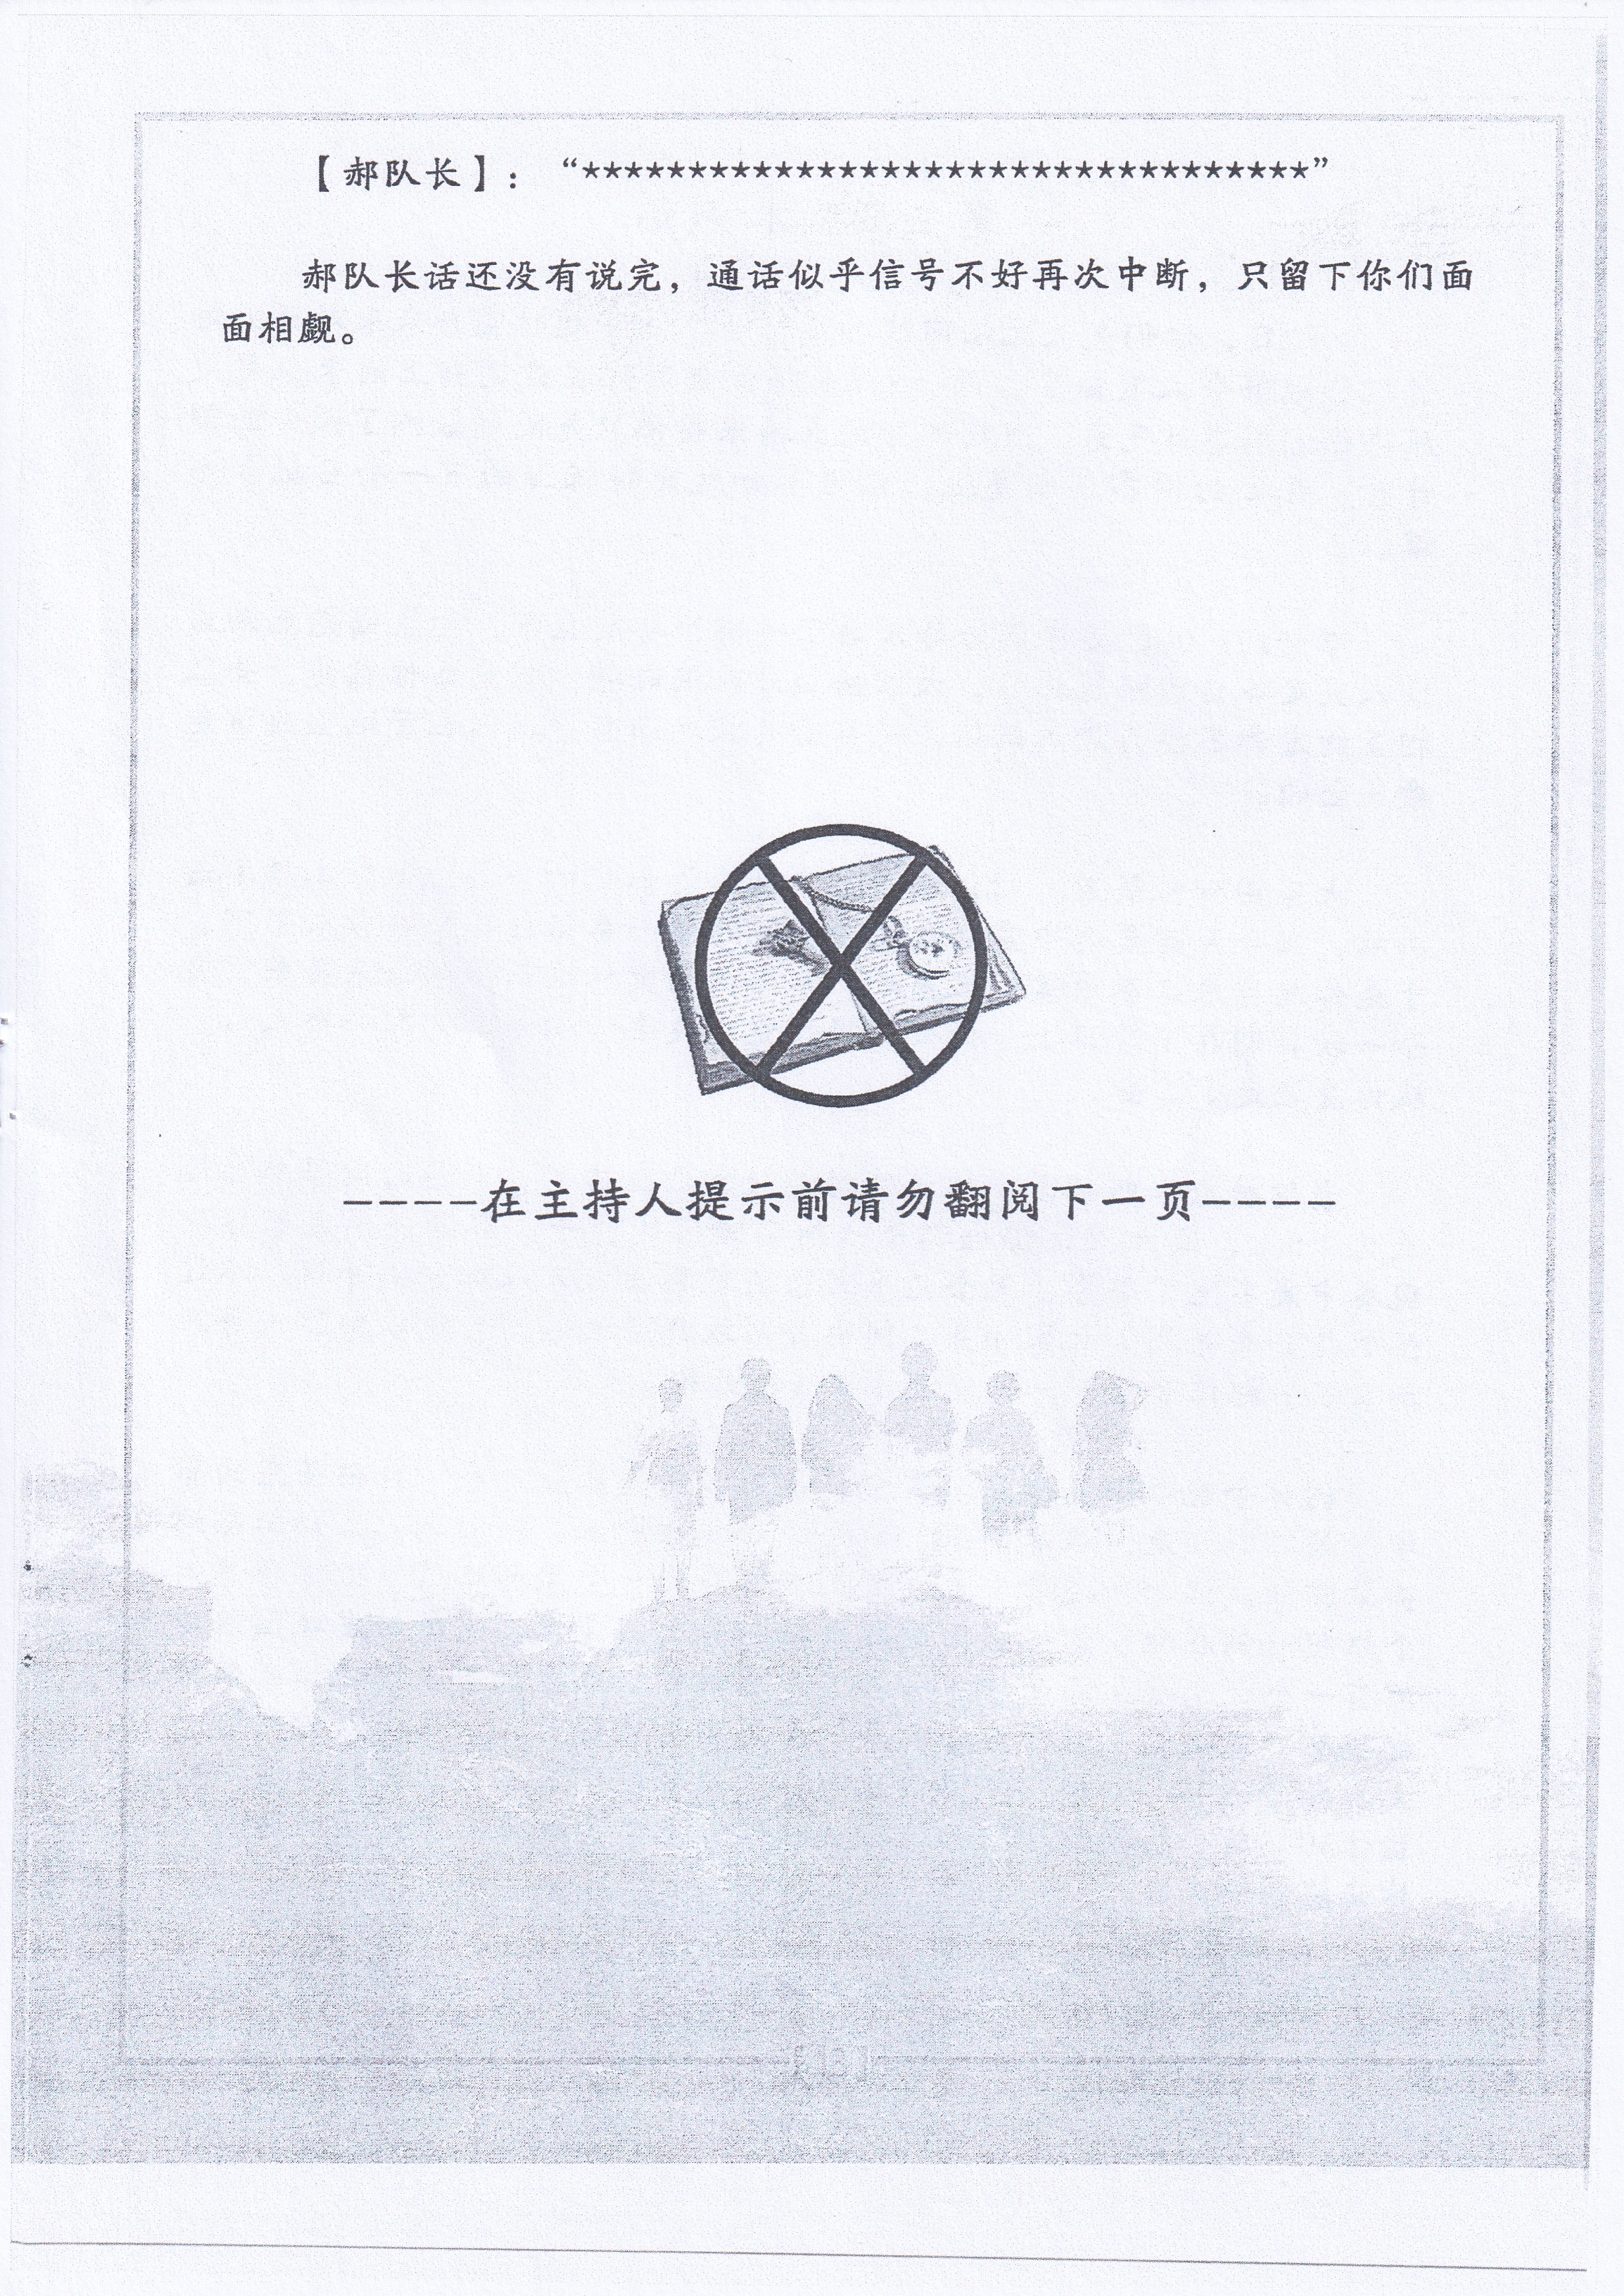 【郝队长】：“**********************************”
郝队长话还没有说完，通话似乎信号不好再次中断，只留下你们面
面相觑。
----在主持人提示前请勿翻阅下一页----